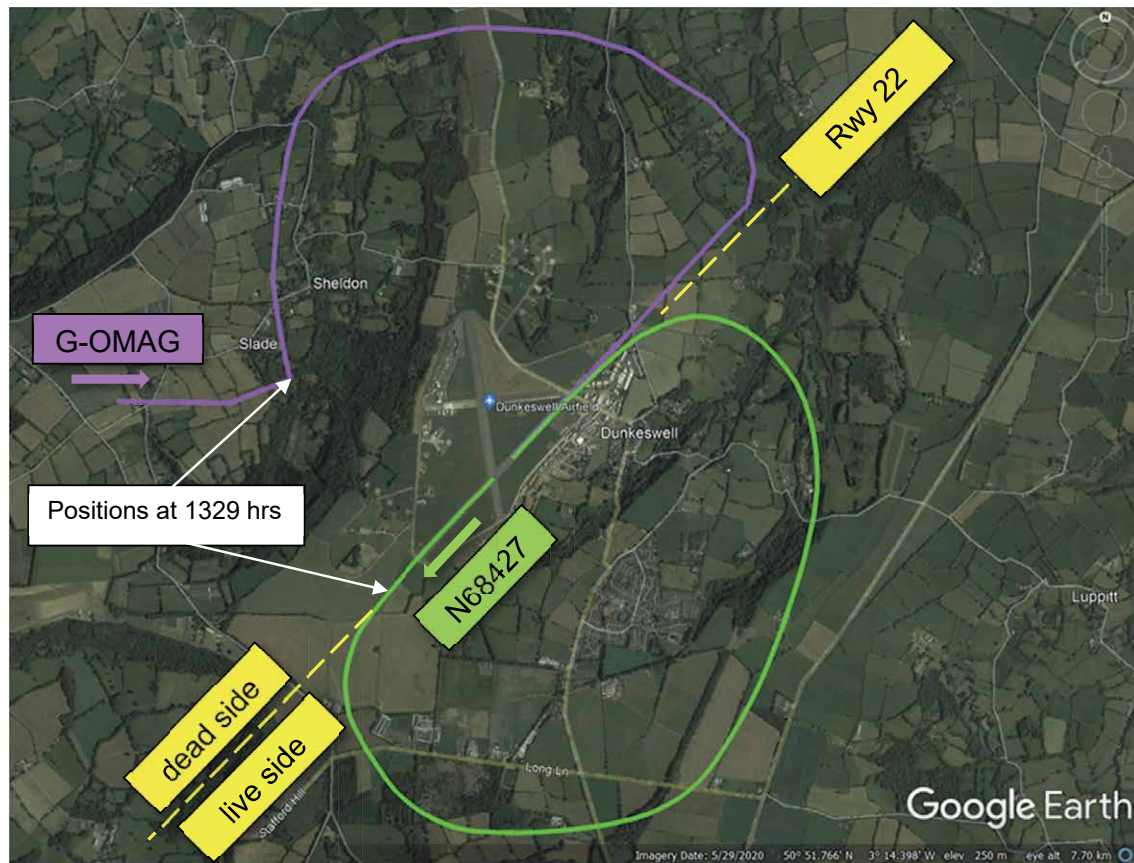 N
Rwy 22
Sheldon
G-OMAG
Slade
Dunkeswell Airfield
Dunkeswell
Positions at 1329 hrs
N68427
Luppitt
dead side
live side
Long Ln
Stafford Hill
Google Earth
Imagery Date: 5/29/2020 50° 51.766' N 3° 14.398' W elev 250 m eye alt 7.70 km